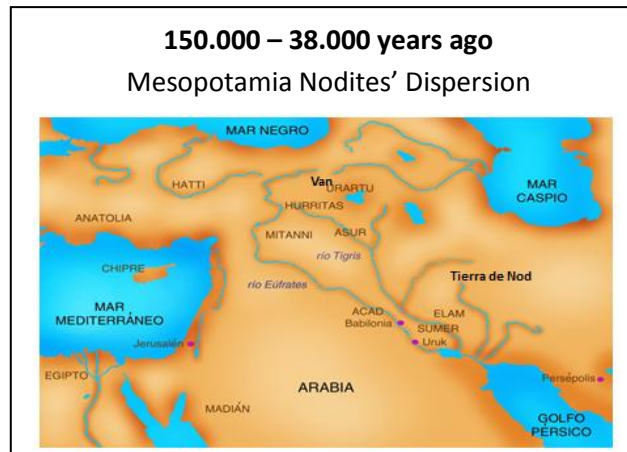 150.000 – 38.000 years ago
Mesopotamia Nodites’ Dispersion
MAR NEGRO
HATTI
Van
URARTU
MAR
CASPIO
HURRITAS
ANATOLIA
MITANNI
ASUR
río Tigris
CHIPRE
río Eúfrates
Tierra de Nod
MAR
MEDITERRÁNEO
ACAD
ELAM
Babilonia
SUMER
Jerusalén
Uruk
EGIPTO
ARABIA
Persépolis
MADIÁN
GOLFO
PÉRSICO